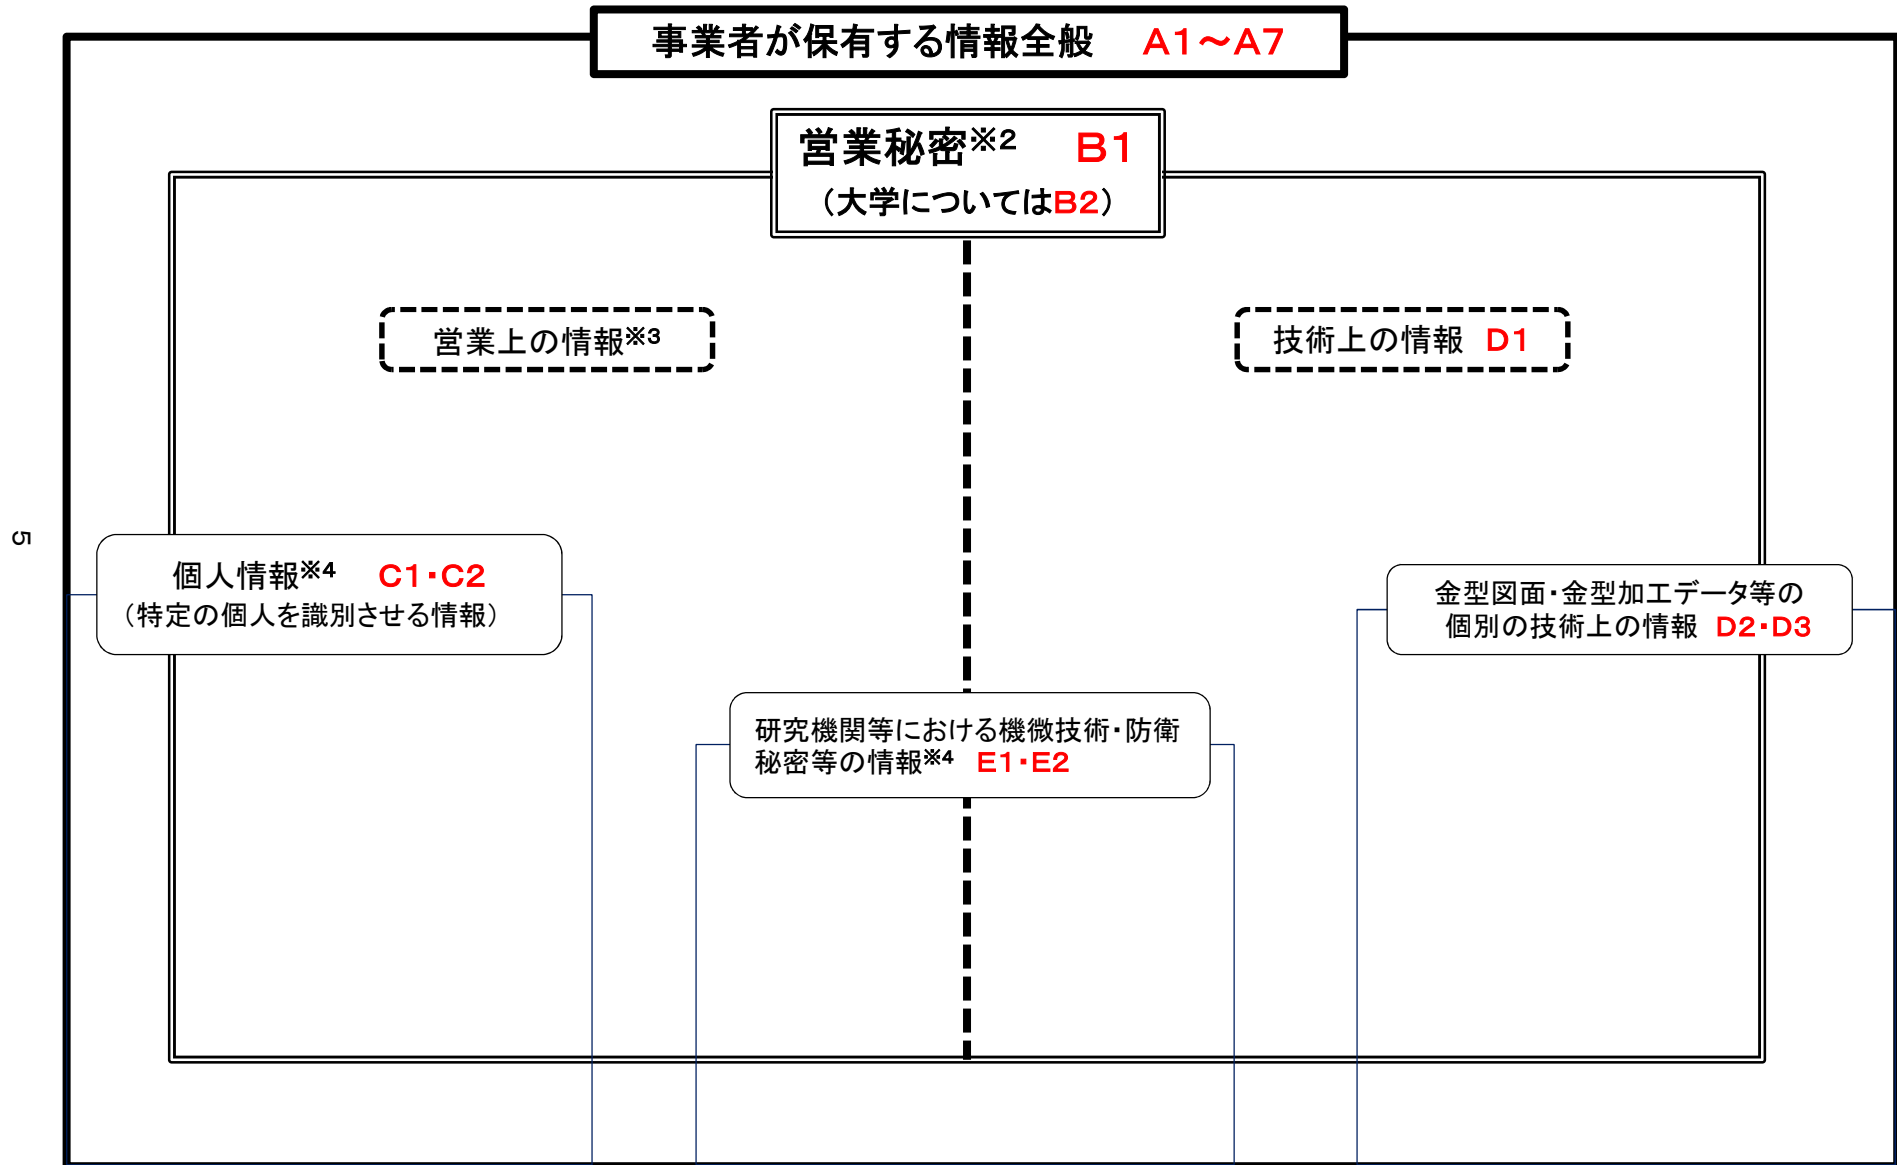 事業者が保有する情報全般 A1～A7
営業秘密※2 B1
（大学についてはB2）
営業上の情報※3
技術上の情報 D1
個人情報※4 C1・C2
（特定の個人を識別させる情報）
金型図面・金型加工データ等の
個別の技術上の情報 D2・D3
研究機関等における機微技術・防衛
秘密等の情報※4 E1・E2
5